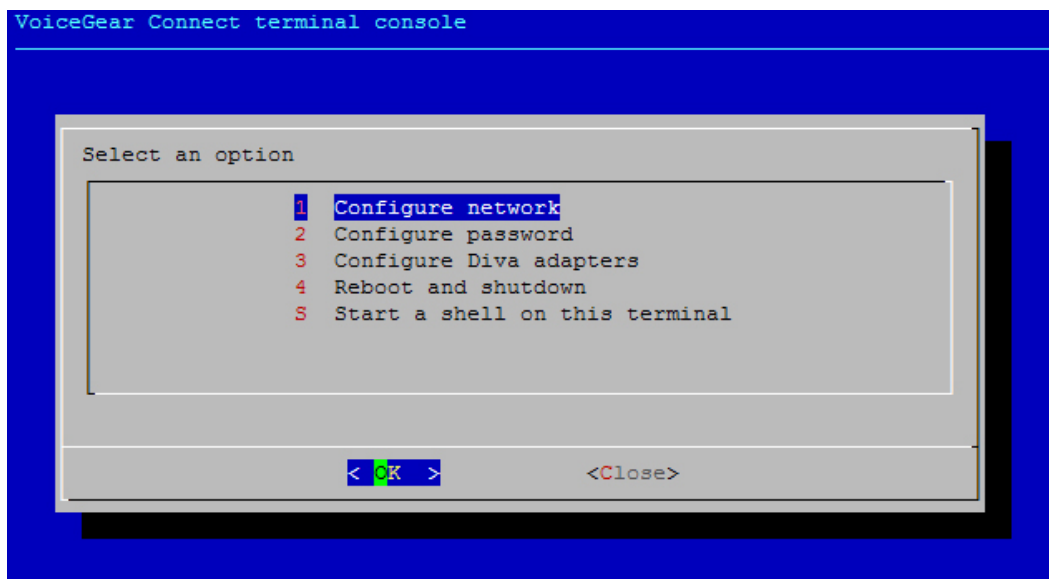 VoiceGear Connect terminal console
Select an option
1 Configure network
2 Configure password
3 Configure Diva adapters
4 Reboot and shutdown
S Start a shell on this terminal
< OK > <Close>